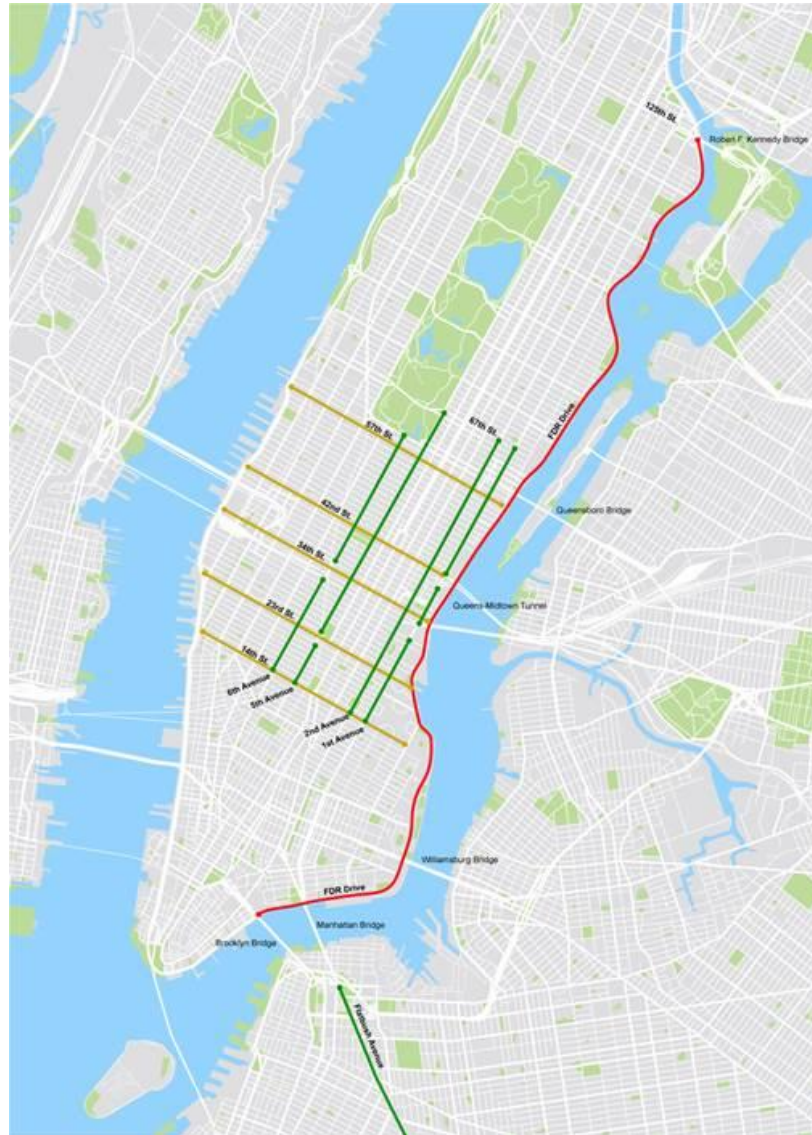 125th St.
Robert F. Kennedy Bridge
FDR Drive
57th St.
67th St.
42nd St.
Queensboro Bridge
34th St.
23rd St.
Queens-Midtown Tunnel
14th St.
6th Avenue
5th Avenue
2nd Avenue
1st Avenue
Williamsburg Bridge
FDR Drive
Manhattan Bridge
Brooklyn Bridge
Flatbush Avenue